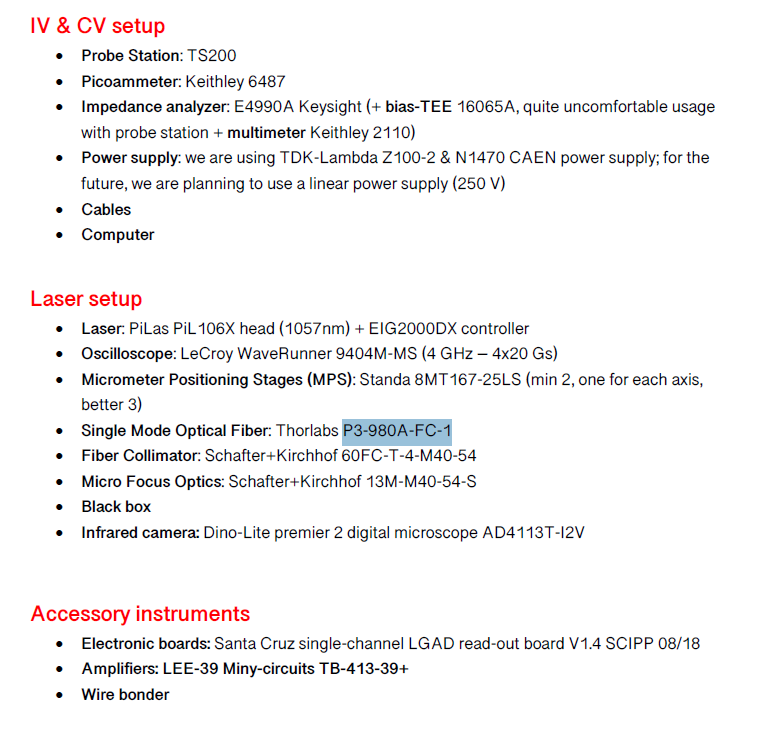 IV & CV setup
• Probe Station: TS200
• Picoammeter: Keithley 6487
• Impedance analyzer: E4990A Keysight (+ bias-TEE 16065A, quite uncomfortable usage
with probe station + multimeter Keithley 2110)
• Power supply: we are using TDK-Lambda Z100-2 & N1470 CAEN power supply; for the
future, we are planning to use a linear power supply (250 V)
• Cables
• Computer
Laser setup
• Laser: PiLas PiL106X head (1057nm) + EIG2000DX controller
• Oscilloscope: LeCroy WaveRunner 9404M-MS (4 GHz – 4x20 Gs)
• Micrometer Positioning Stages (MPS): Standa 8MT167-25LS (min 2, one for each axis,
better 3)
• Single Mode Optical Fiber: Thorlabs P3-980A-FC-1
• Fiber Collimator: Schafter+Kirchhof 60FC-T-4-M40-54
• Micro Focus Optics: Schafter+Kirchhof 13M-M40-54-S
• Black box
• Infrared camera: Dino-Lite premier 2 digital microscope AD4113T-I2V
Accessory instruments
• Electronic boards: Santa Cruz single-channel LGAD read-out board V1.4 SCIPP 08/18
• Amplifiers: LEE-39 Miny-circuits TB-413-39+
• Wire bonder